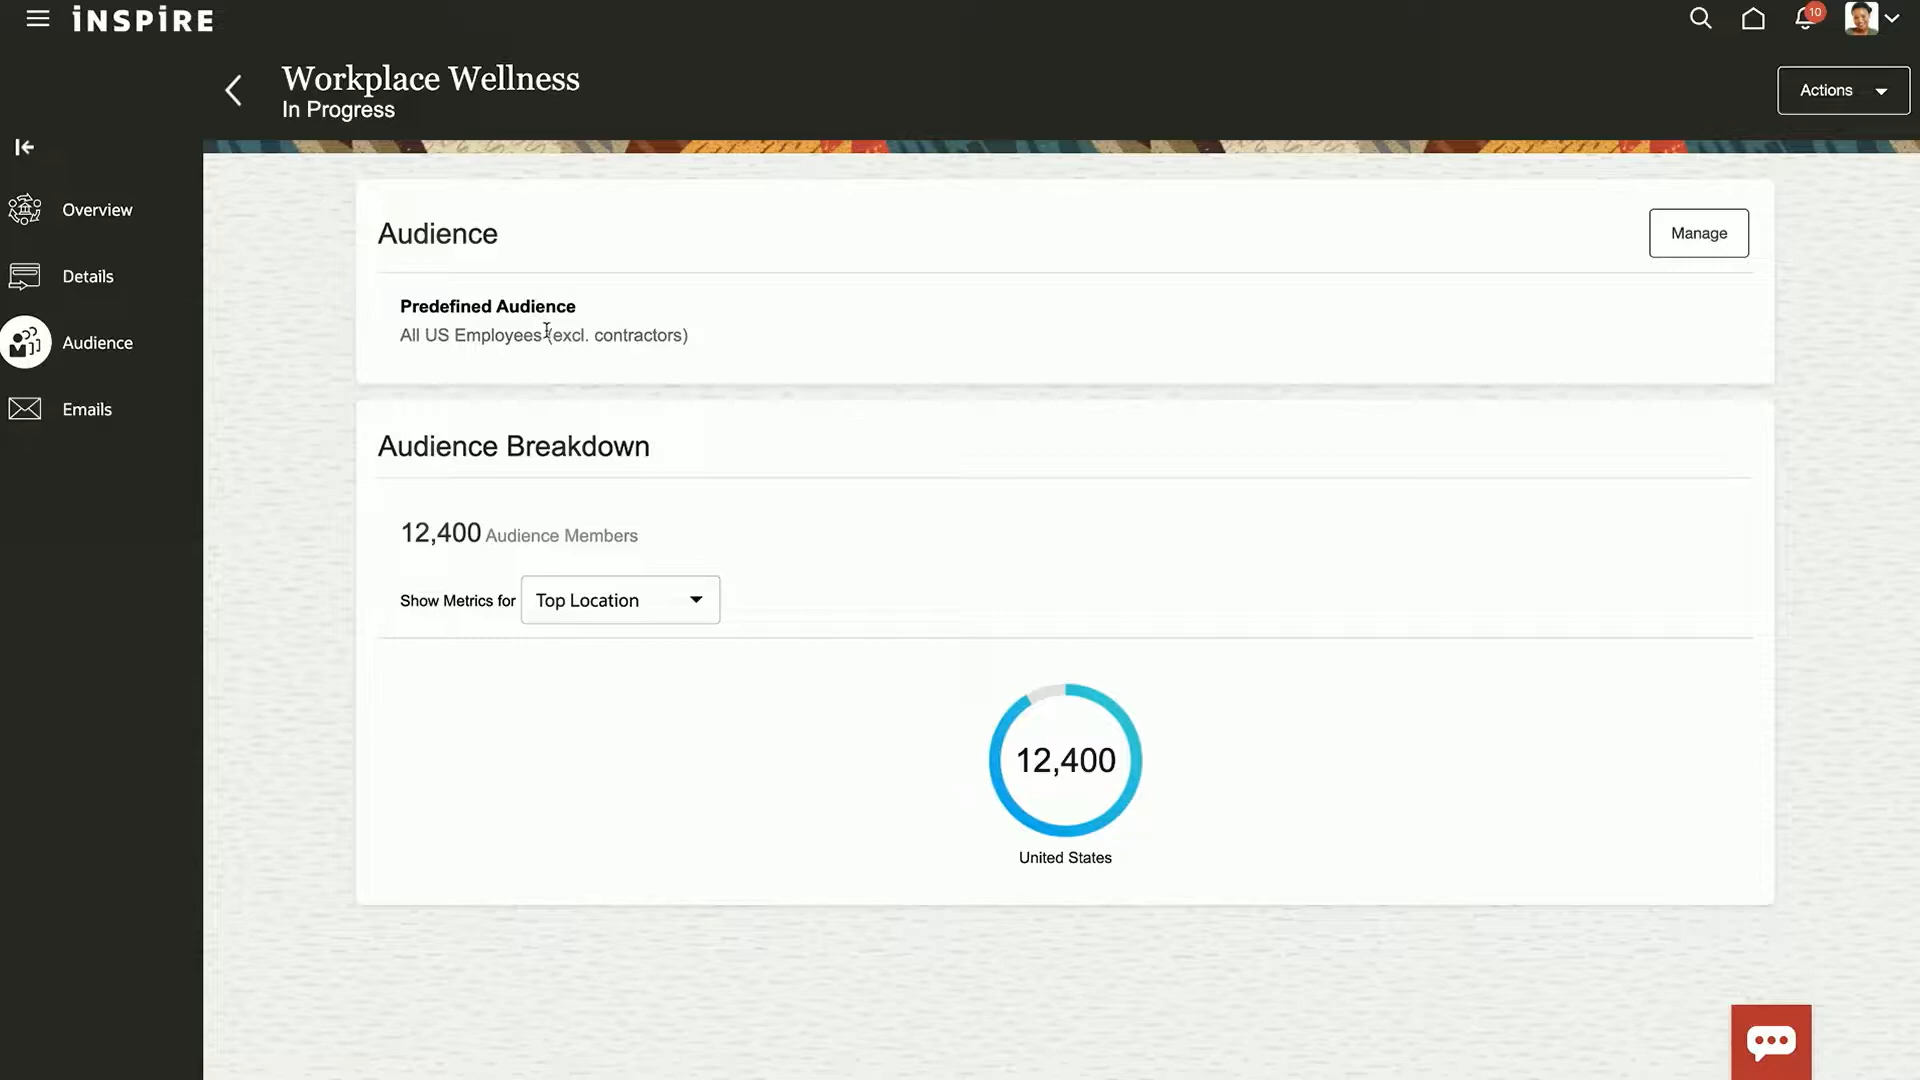 iNSPiRE
10
Workplace Wellness
In Progress
Actions
Overview
Details
Audience
Emails
Audience
Manage
Predefined Audience
All US Employees (excl. contractors)
Audience Breakdown
12,400 Audience Members
Show Metrics for Top Location
12,400
United States